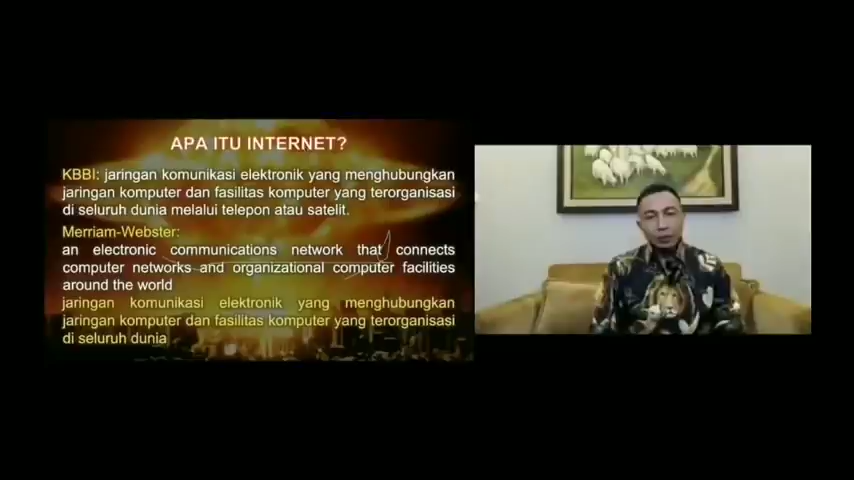 APA ITU INTERNET?
KBBI: jaringan komunikasi elektronik yang menghubungkan
jaringan komputer dan fasilitas komputer yang terorganisasi
di seluruh dunia melalui telepon atau satelit.
Merriam-Webster:
an electronic communications network that connects
computer networks and organizational computer facilities
around the world
jaringan komunikasi elektronik yang menghubungkan
jaringan komputer dan fasilitas komputer yang terorganisasi
di seluruh dunia